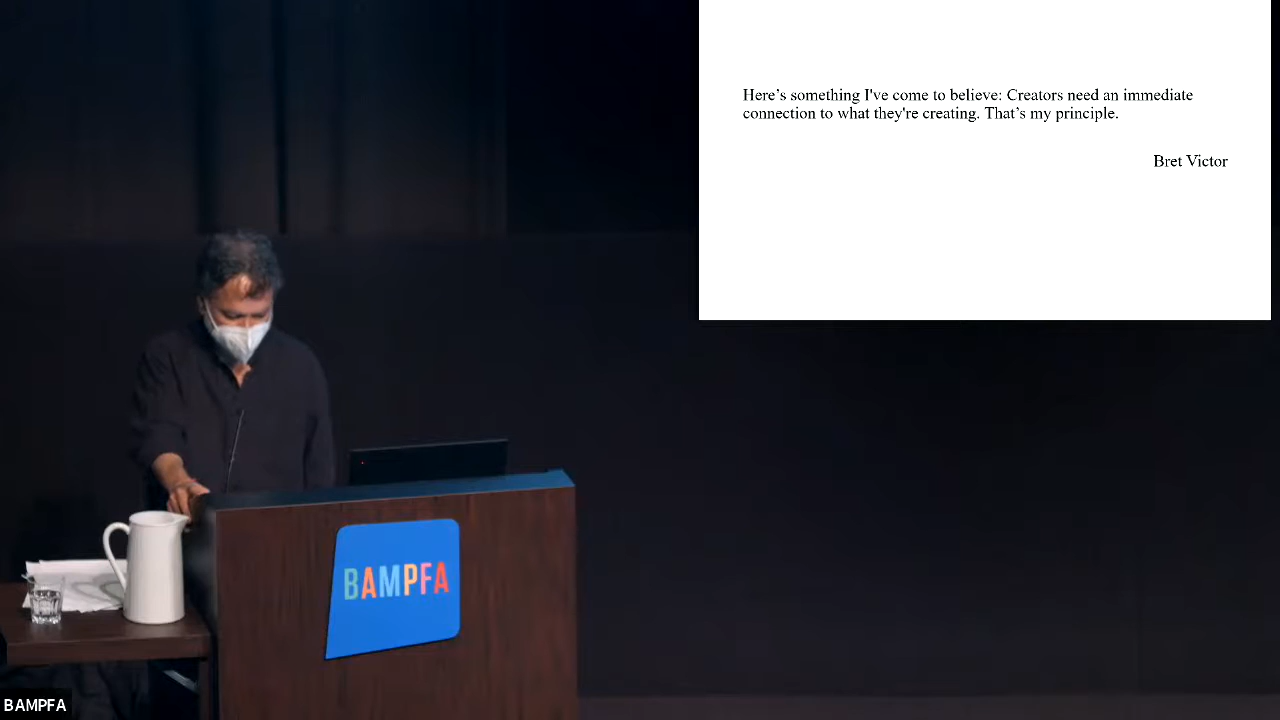 Here’s something I've come to believe: Creators need an immediate
connection to what they're creating. That’s my principle.
Bret Victor
BAMPFA
BAMPFA